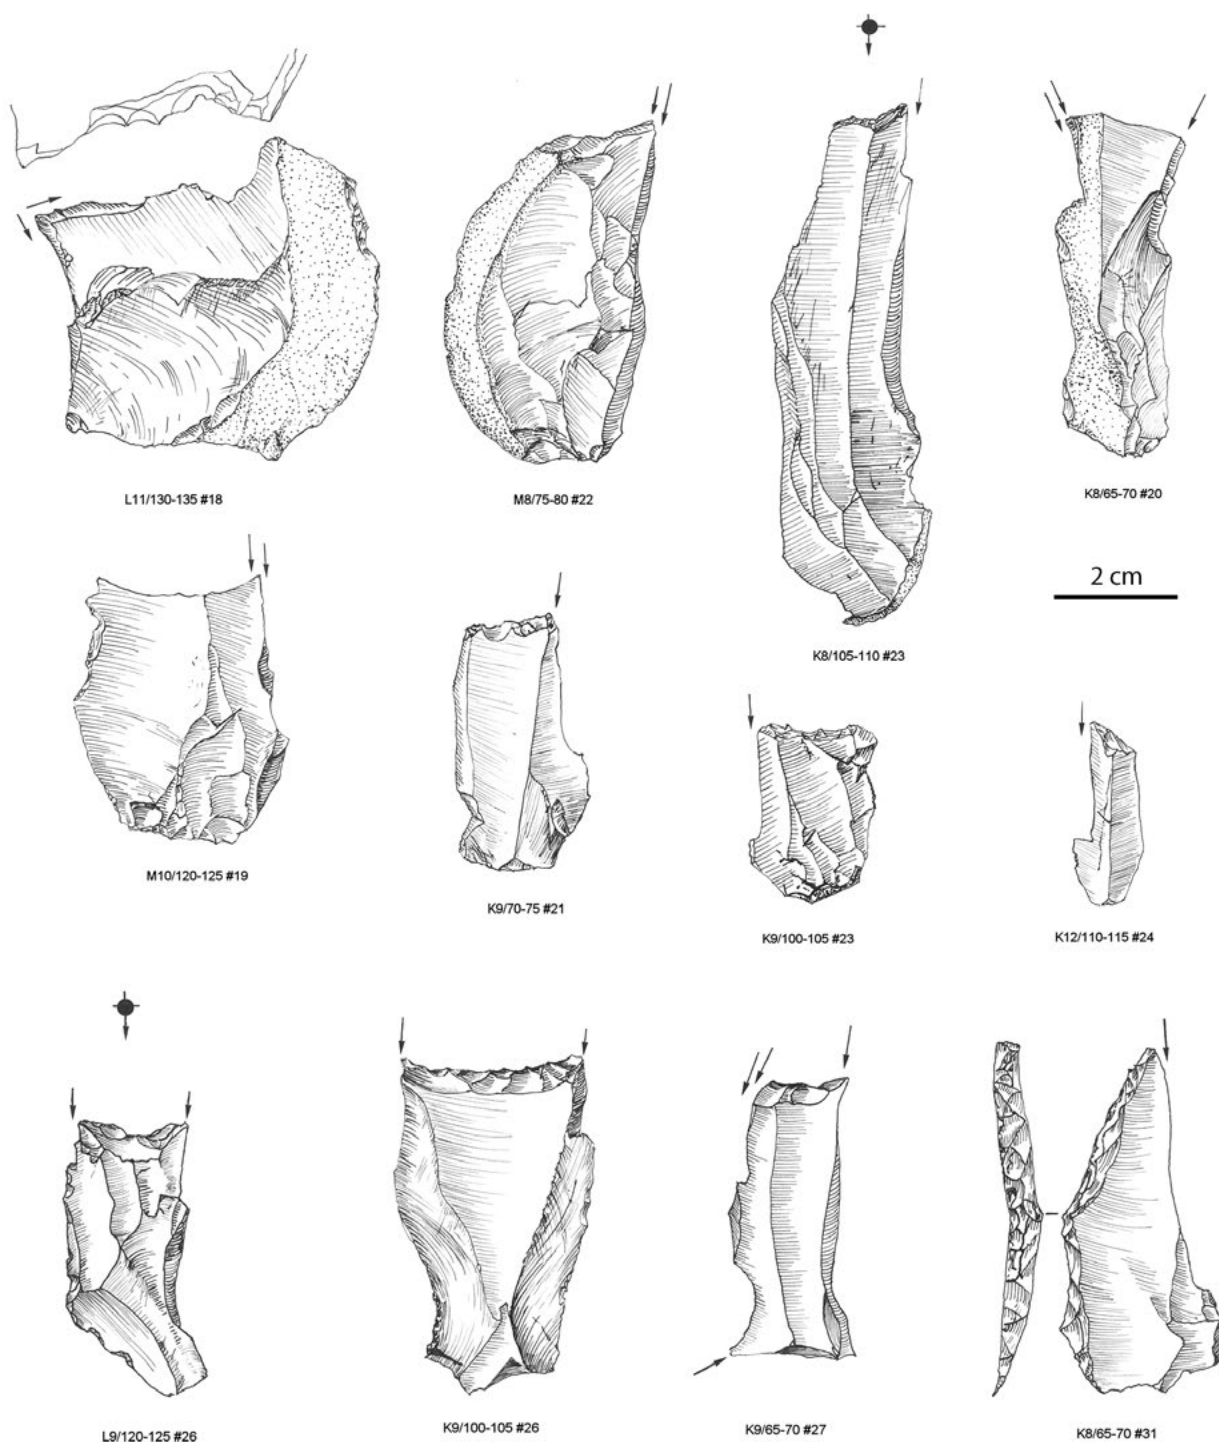 L11/130-135 #18
M8/75-80 #22
K8/65-70 #20
2 cm
K8/105-110 #23
M10/120-125 #19
K9/70-75 #21
K9/100-105 #23
K12/110-115 #24
L9/120-125 #26
K9/100-105 #26
K9/65-70 #27
K8/65-70 #31